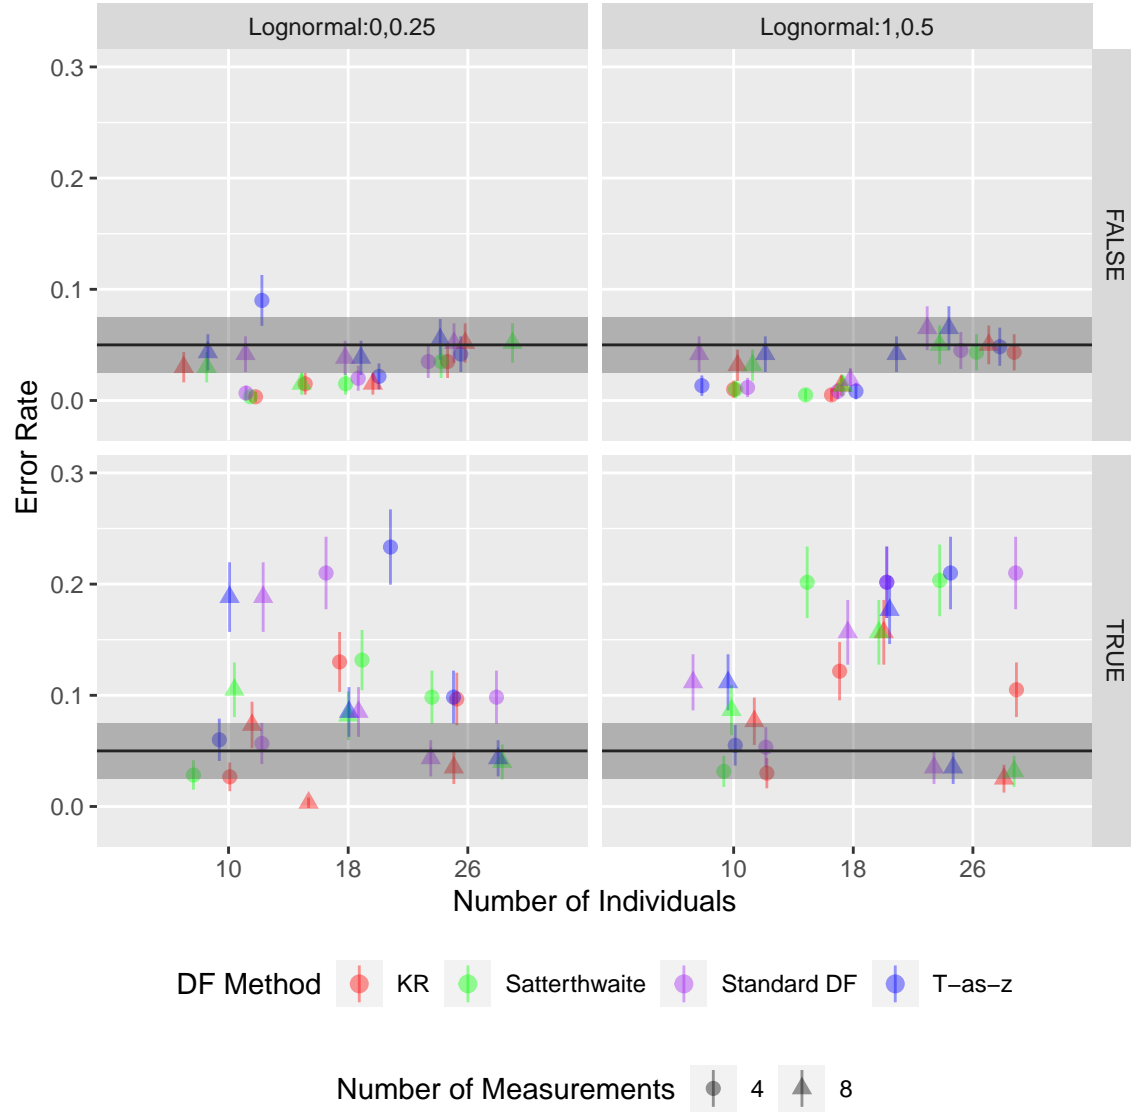 Lognormal:0,0.25 Lognormal:1,0.5
0.3
0.2
0.1
0.0
FALSE
Error Rate
0.3
0.2
0.1
0.0
TRUE
10 18 26 10 18 26
Number of Individuals
DF Method KR Satterthwaite Standard DF T−as−z
Number of Measurements 4 8